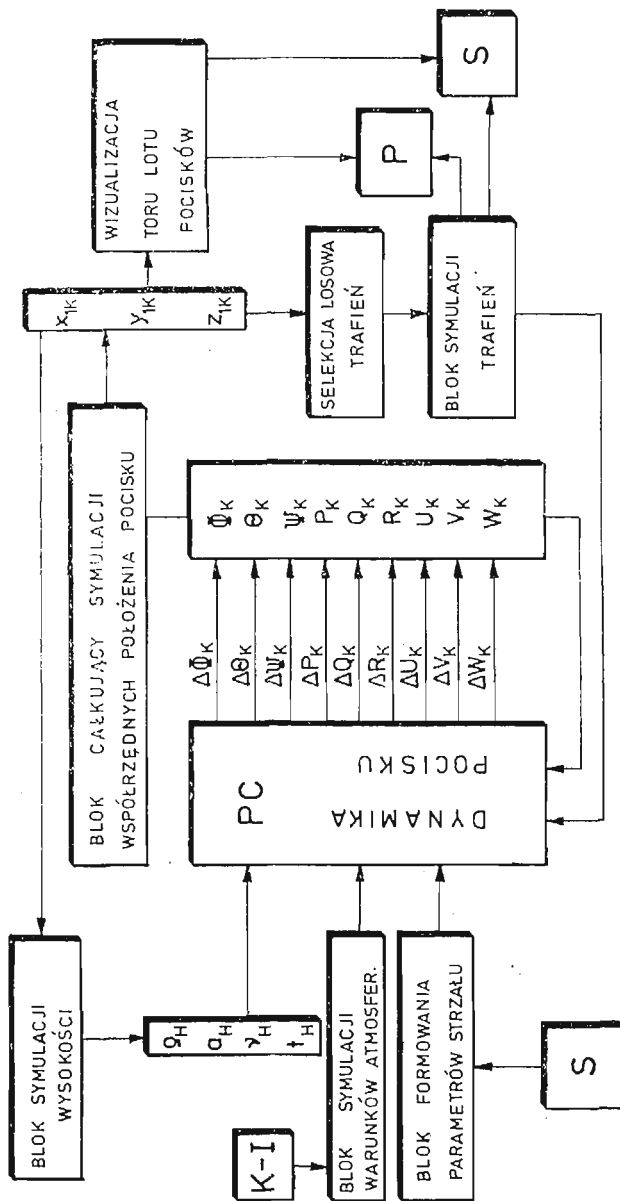 BLOK SYMULACJI
WYSOKOŚCI
ϱH
aH
νH
tH
K-I
BLOK SYMULACJI
WARUNKÓW ATMOSFER.
BLOK FORMOWANIA
PARAMETRÓW STRZAŁU
S
BLOK CAŁKUJĄCY SYMULACJI
WSPÓŁRZĘDNYCH POŁOŻENIA POCISKU
PC
DYNAMIKA
POCISKU
ΔΦK
ΔΘK
ΔΨK
ΔPK
ΔQK
ΔRK
ΔUK
ΔVK
ΔWK
ΦK
ΘK
ΨK
PK
QK
RK
UK
VK
WK
x1K
y1K
z1K
WIZUALIZACJA
TORU LOTU
POCISKÓW
SELEKCJA LOSOWA
TRAFIEŃ
BLOK SYMULACJI
TRAFIEŃ
P
S